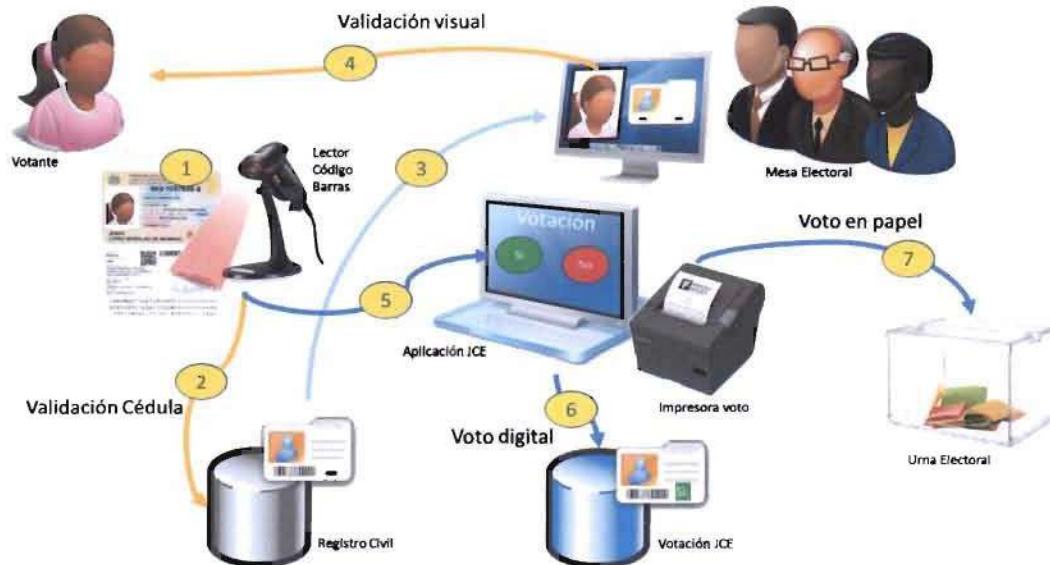 Validación visual
4
Votante
1
Lector
Código
Barras
3
Mesa Electoral
Votación
Si
No
Voto en papel
7
5
Aplicación JCE
2
Validación Cédula
6
Impresora voto
Voto digital
Urna Electoral
Registro Civil
Votación JCE